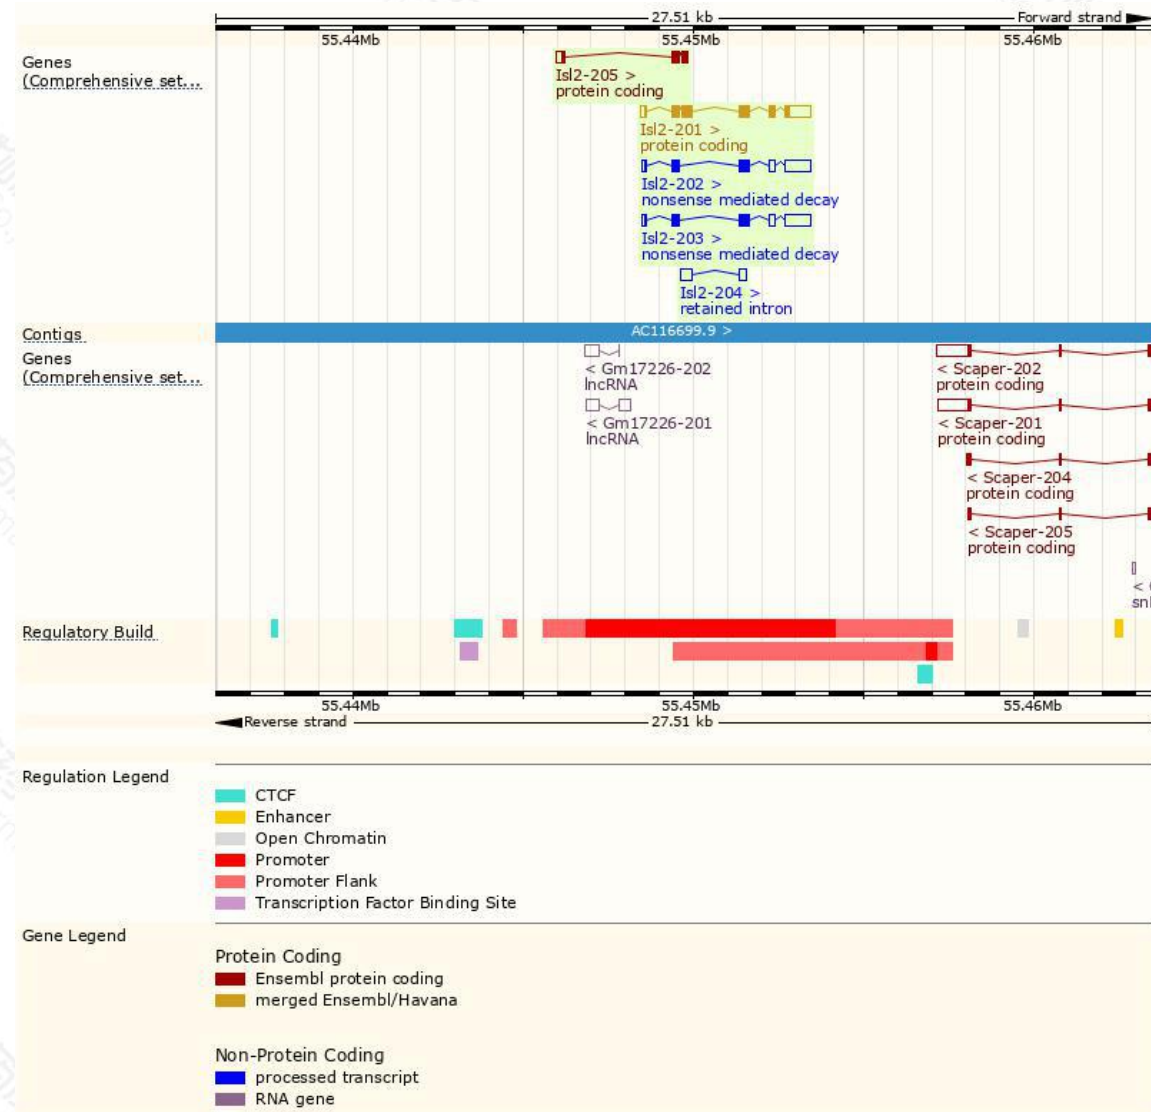 27.51 kb Forward strand
55.44Mb 55.45Mb 55.46Mb
Genes
(Comprehensive set...
Isl2-205 >
protein coding
Isl2-201 >
protein coding
Isl2-202 >
nonsense mediated decay
Isl2-203 >
nonsense mediated decay
Isl2-204 >
retained intron
Contigs AC116699.9 >
Genes
(Comprehensive set...
< Gm17226-202
lncRNA
< Scaper-202
protein coding
< Gm17226-201
lncRNA
< Scaper-201
protein coding
< Scaper-204
protein coding
< Scaper-205
protein coding
<
Regulatory Build
55.44Mb 55.45Mb 55.46Mb
Reverse strand 27.51 kb
Regulation Legend
CTCF
Enhancer
Open Chromatin
Promoter
Promoter Flank
Transcription Factor Binding Site
Gene Legend
Protein Coding
Ensembl protein coding
merged Ensembl/Havana
Non-Protein Coding
processed transcript
RNA gene